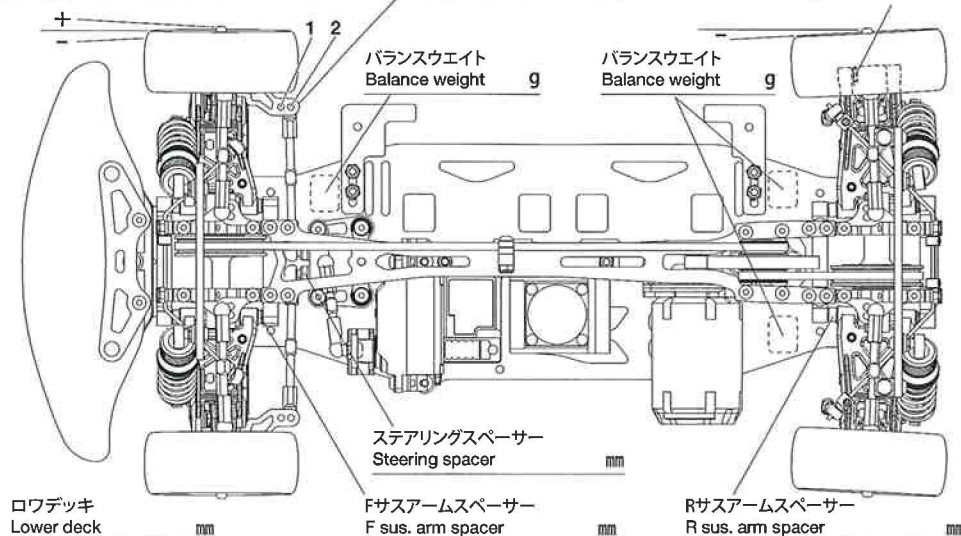 +
-
1 2
-
バランスウエイト
Balance weight g
バランスウエイト
Balance weight g
ステアリングスペーサー
Steering spacer mm
ロワデッキ
Lower deck mm
Fサスアームスペーサー
F sus. arm spacer mm
Rサスアームスペーサー
R sus. arm spacer mm